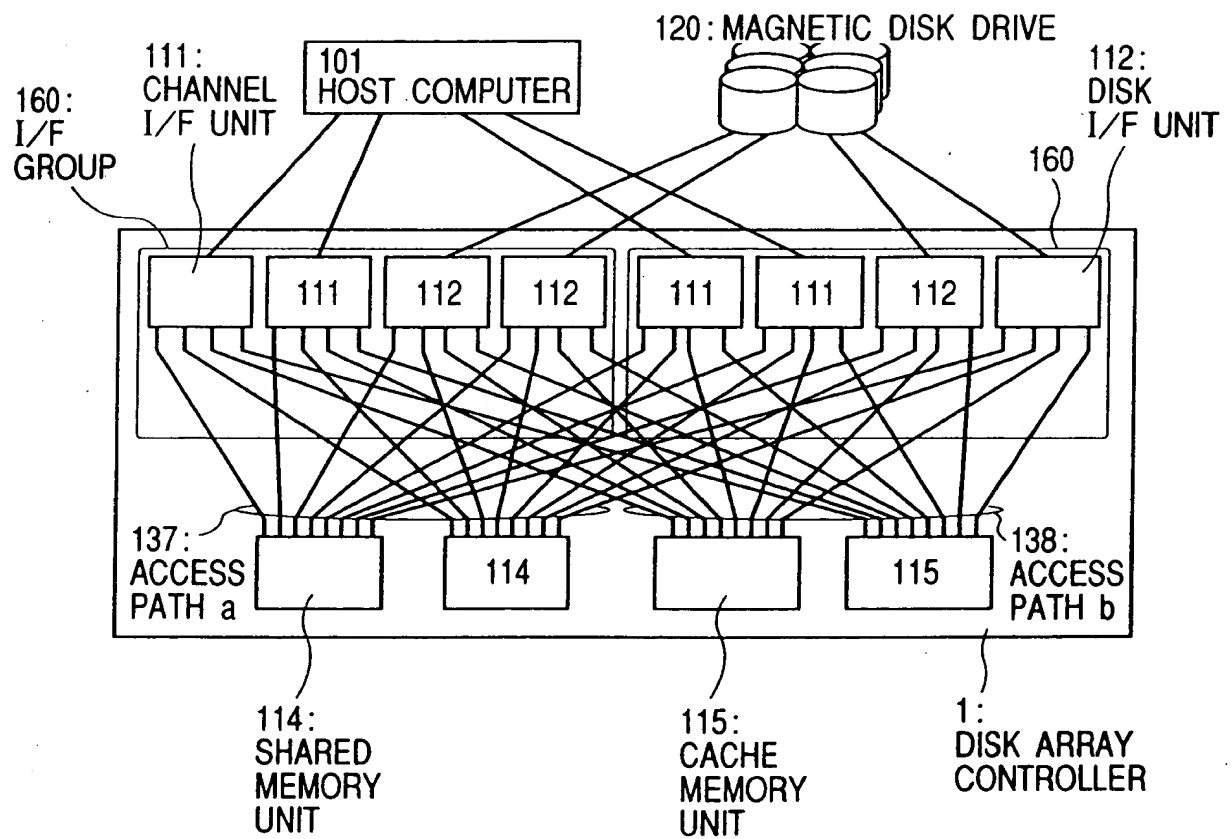 120: MAGNETIC DISK DRIVE
111:
CHANNEL
I/F UNIT
101
HOST COMPUTER
112:
DISK
I/F UNIT
160:
I/F
GROUP
160
111
112
112
111
111
112
137:
ACCESS
PATH a
114
115
138:
ACCESS
PATH b
114:
SHARED
MEMORY
UNIT
115:
CACHE
MEMORY
UNIT
1:
DISK ARRAY
CONTROLLER